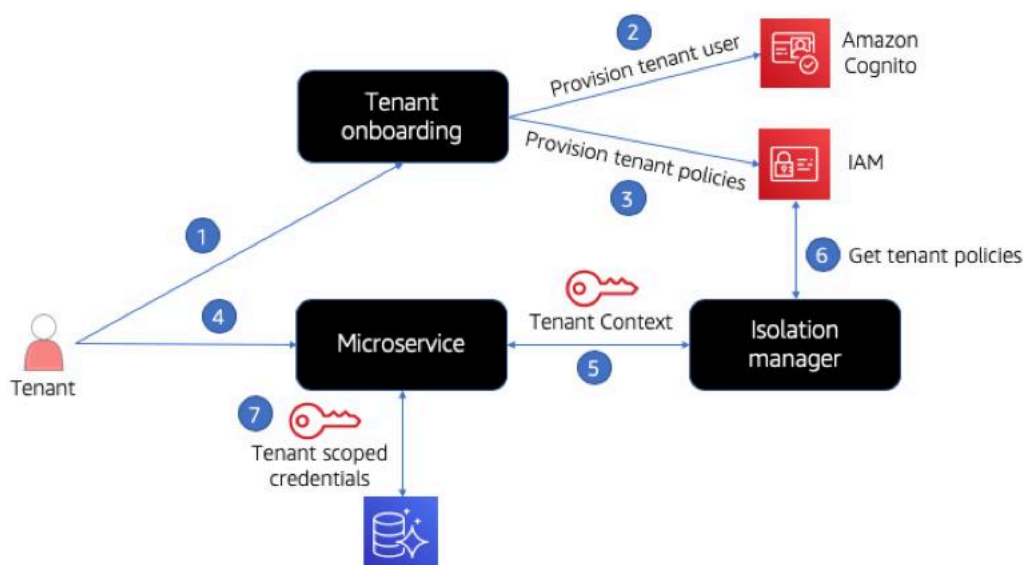 2
Provision tenant user
Amazon
Cognito
Tenant
onboarding
Provision tenant policies
3
IAM
1
6
Get tenant policies
4
Tenant Context
Microservice
5
Isolation
manager
Tenant
7
Tenant scoped
credentials